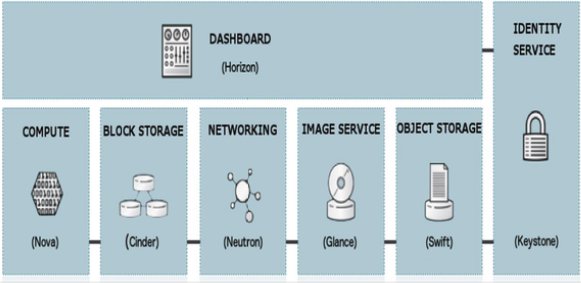 DASHBOARD
(Horizon)
IDENTITY
SERVICE
(Keystone)
COMPUTE
(Nova)
BLOCK STORAGE
(Cinder)
NETWORKING
(Neutron)
IMAGE SERVICE
(Glance)
OBJECT STORAGE
(Swift)